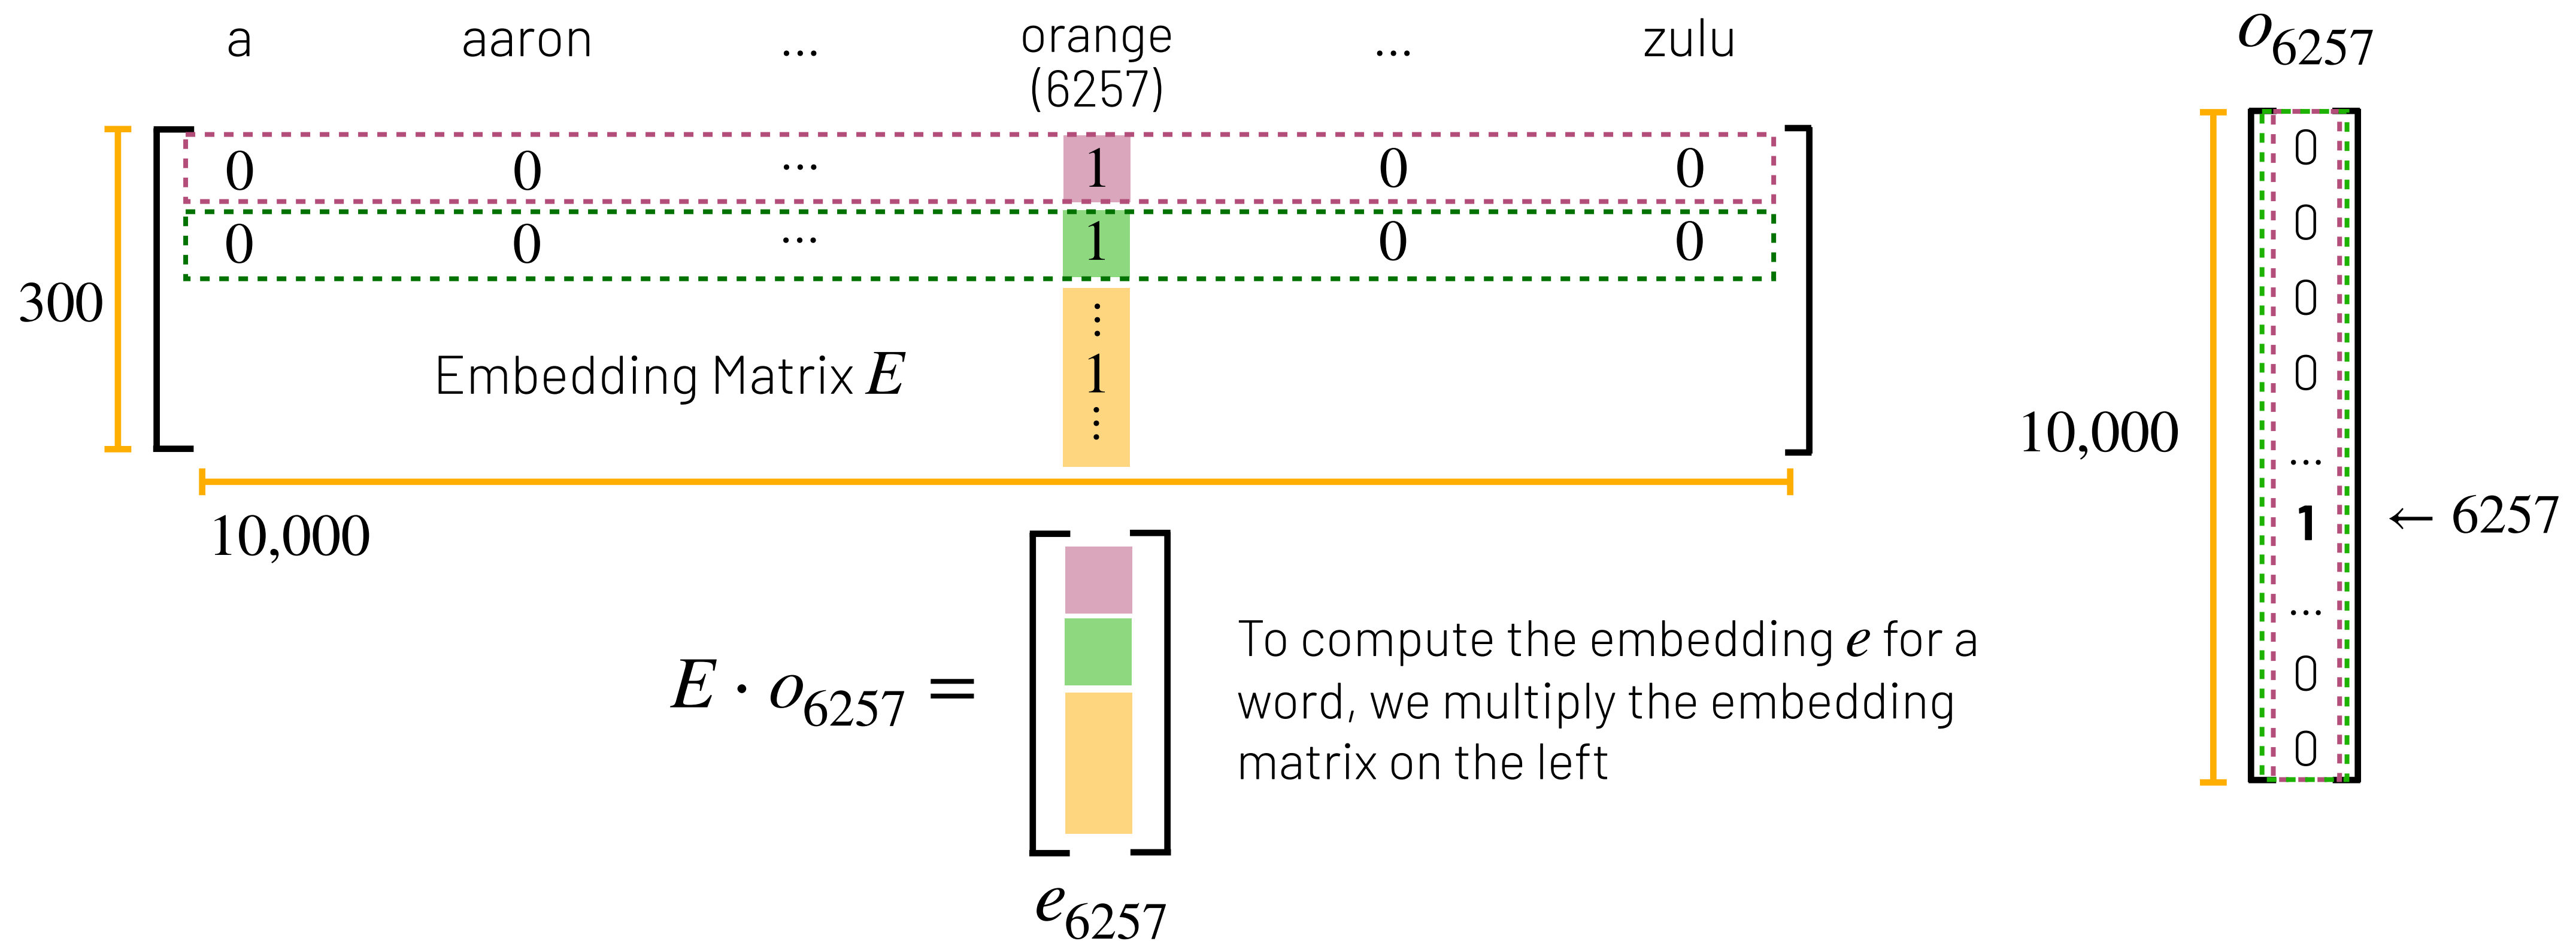 a aaron ... orange ... zulu
(6257)
0 0 ... 1 0 0
0 0 ... 1 0 0
300
⋮
Embedding Matrix E 1
⋮
10,000
E · o₆₂₅₇ =
e₆₂₅₇
To compute the embedding e for a
word, we multiply the embedding
matrix on the left
o₆₂₅₇
0
0
0
0
10,000
...
1 ← 6257
...
0
0